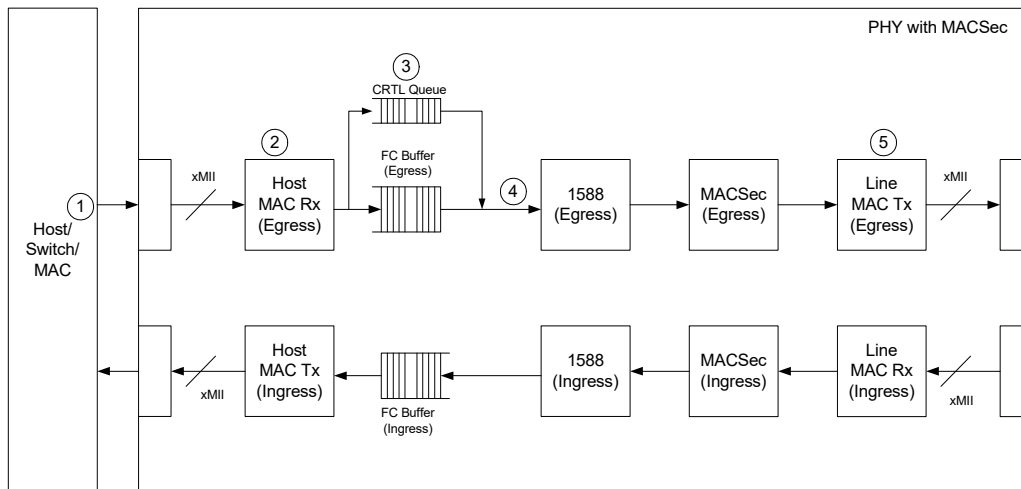 PHY with MACSec
3
CRTL Queue
2
5
xMII
Host
MAC Rx
(Egress)
FC Buffer
(Egress)
4
1588
(Egress)
MACSec
(Egress)
Line
MAC Tx
(Egress)
xMII
1
Host/
Switch/
MAC
Host
MAC Tx
(Ingress)
1588
(Ingress)
MACSec
(Ingress)
Line
MAC Rx
(Ingress)
xMII
FC Buffer
(Ingress)
xMII